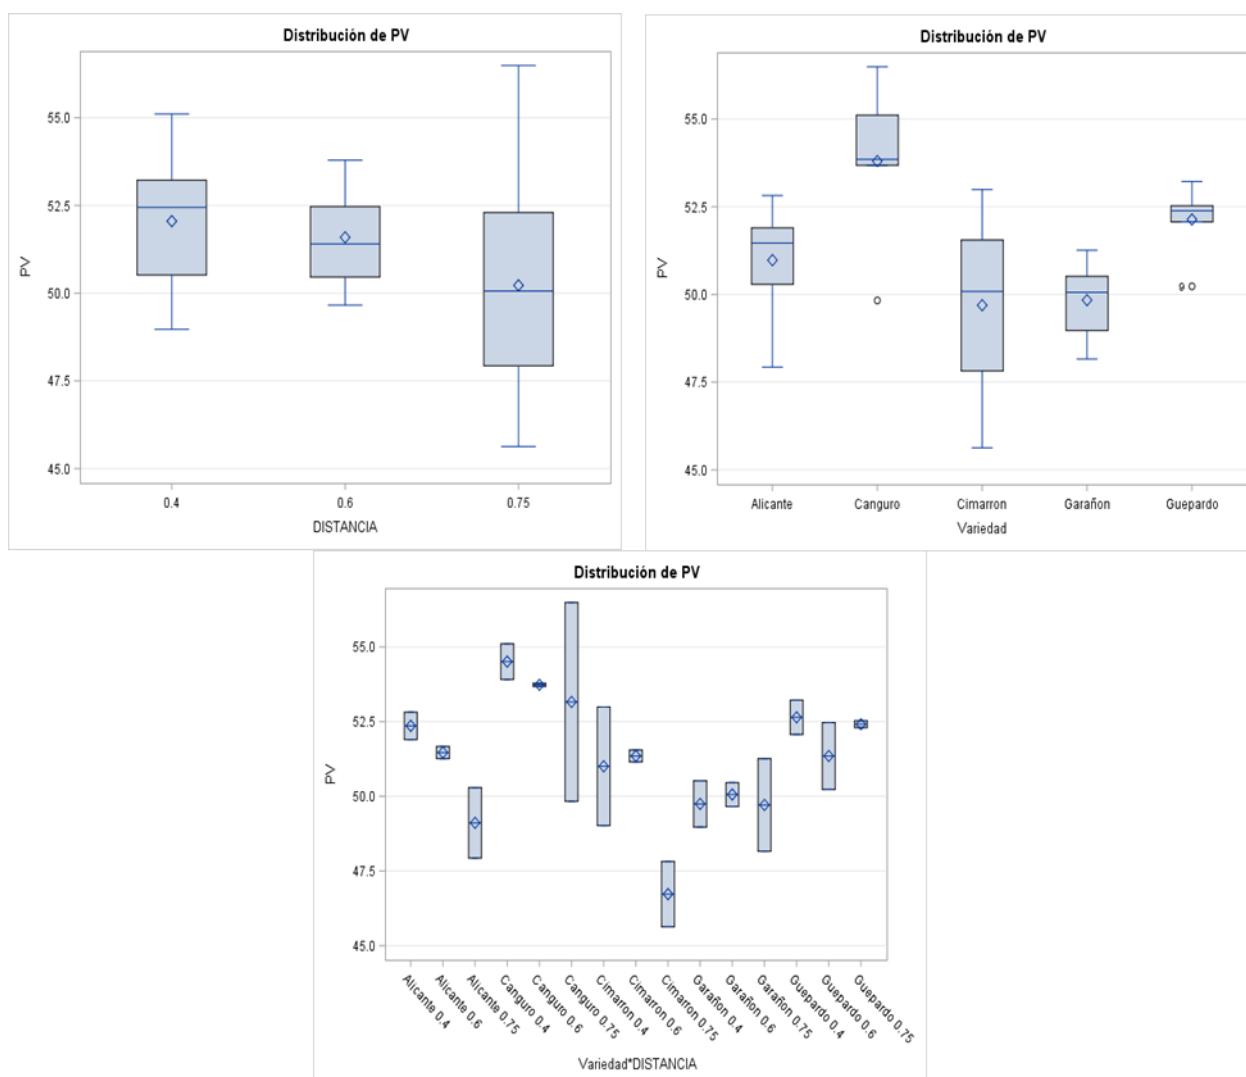 Distribución de PV
55.0
52.5
50.0
47.5
45.0
PV
0.4 0.6 0.75
DISTANCIA
Distribución de PV
55.0
52.5
50.0
47.5
45.0
PV
9
Alicante Canguro Cimarron Garañon Guepardo
Variedad
Distribución de PV
55.0
52.5
50.0
47.5
45.0
PV
Alicante 0.4
Alicante 0.6
Alicante 0.75
Canguro 0.4
Canguro 0.6
Canguro 0.75
Cimarron 0.4
Cimarron 0.6
Cimarron 0.75
Garañon 0.4
Garañon 0.6
Garañon 0.75
Guepardo 0.4
Guepardo 0.6
Guepardo 0.75
Variedad*DISTANCIA